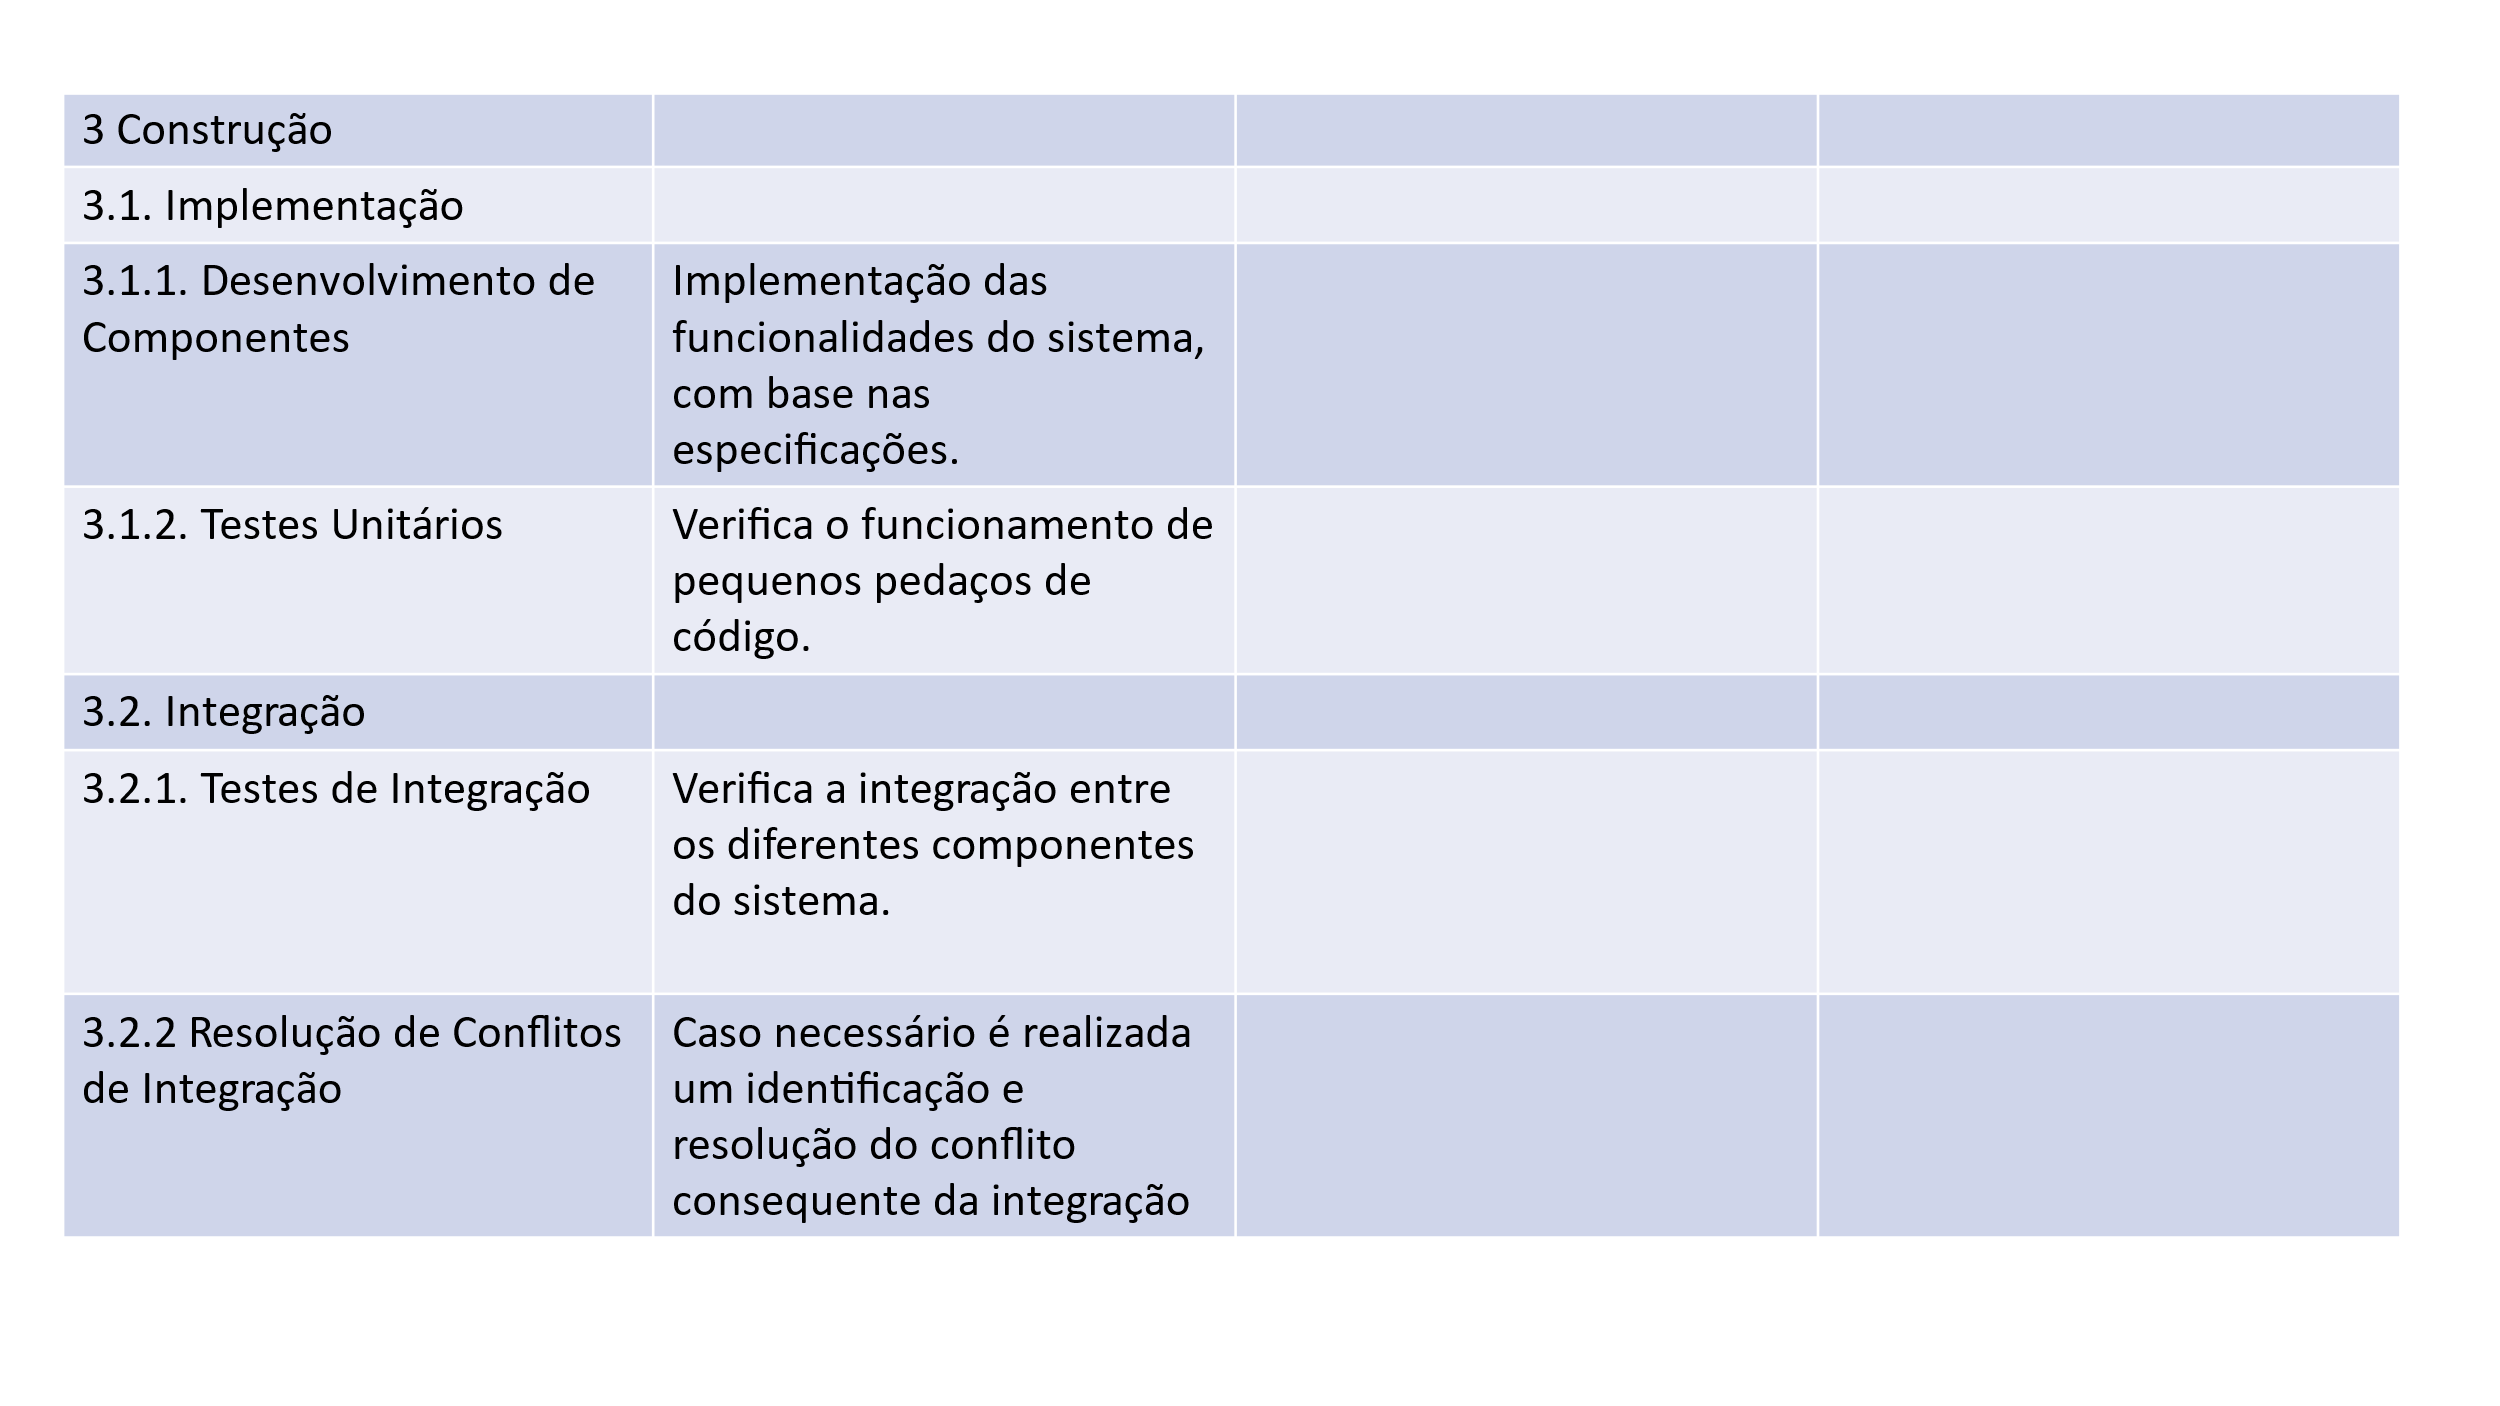 3 Construção
3.1. Implementação
3.1.1. Desenvolvimento de
Componentes
Implementação das
funcionalidades do sistema,
com base nas
especificações.
3.1.2. Testes Unitários
Verifica o funcionamento de
pequenos pedaços de
código.
3.2. Integração
3.2.1. Testes de Integração
Verifica a integração entre
os diferentes componentes
do sistema.
3.2.2 Resolução de Conflitos
de Integração
Caso necessário é realizada
um identificação e
resolução do conflito
consequente da integração